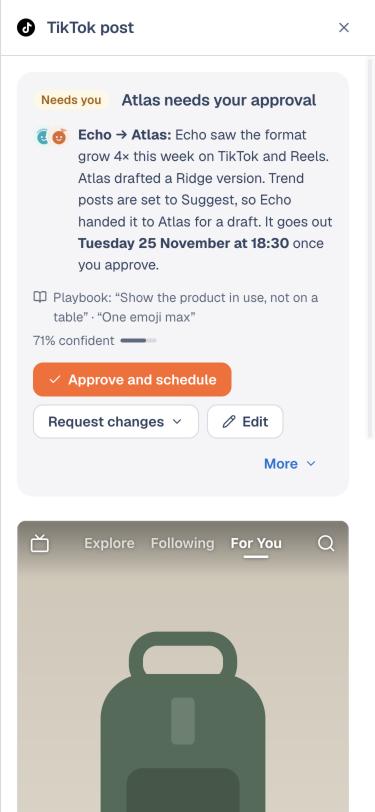 TikTok post
Needs you Atlas needs your approval
Echo → Atlas: Echo saw the format
grow 4× this week on TikTok and Reels.
Atlas drafted a Ridge version. Trend
posts are set to Suggest, so Echo
handed it to Atlas for a draft. It goes out
Tuesday 25 November at 18:30 once
you approve.
Playbook: “Show the product in use, not on a
table” · “One emoji max”
71% confident
Approve and schedule
Request changes
Edit
More
Explore Following For You